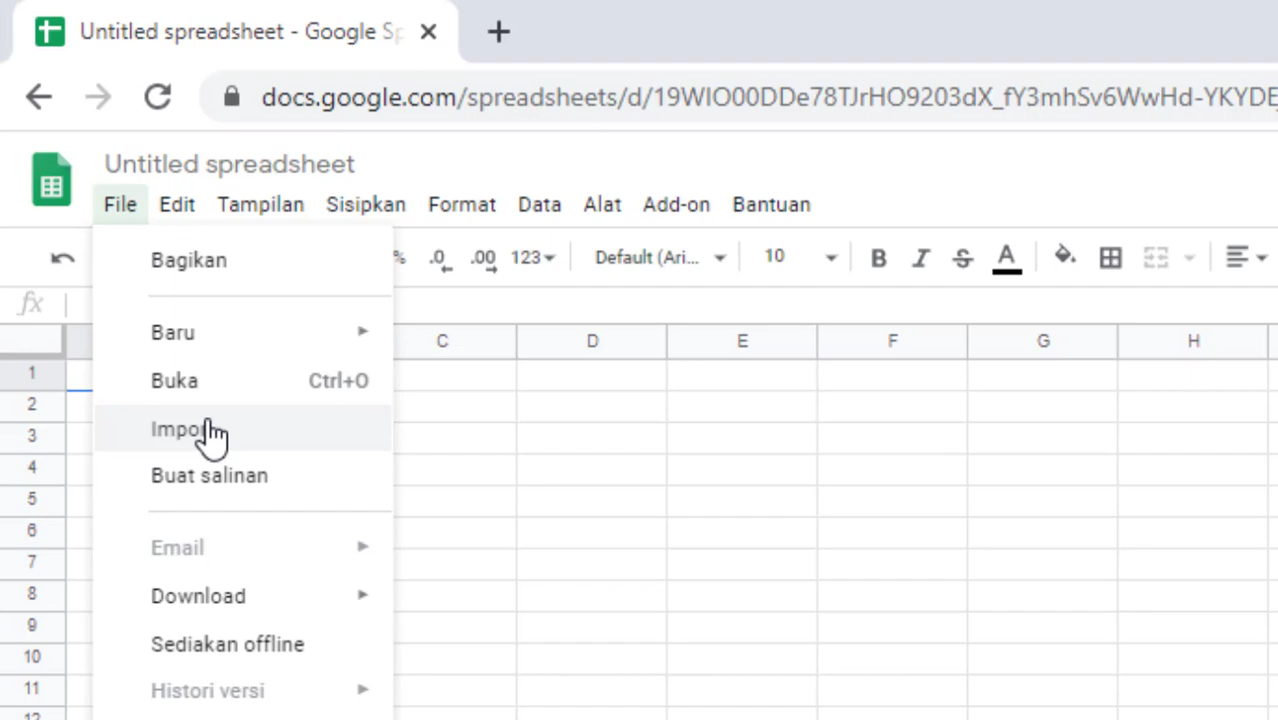 Untitled spreadsheet - Google Sp
docs.google.com/spreadsheets/d/19WIO00DDe78TJrHO9203dX_fY3mhSv6WwHd-YKYDE
Untitled spreadsheet
File Edit Tampilan Sisipkan Format Data Alat Add-on Bantuan
% .0 .00 123 Default (Ari... 10 B I S A
fx
C D E F G H
Bagikan
Baru
Buka Ctrl+O
Impor
Buat salinan
Email
Download
Sediakan offline
Histori versi
1
2
3
4
5
6
7
8
9
10
11
12